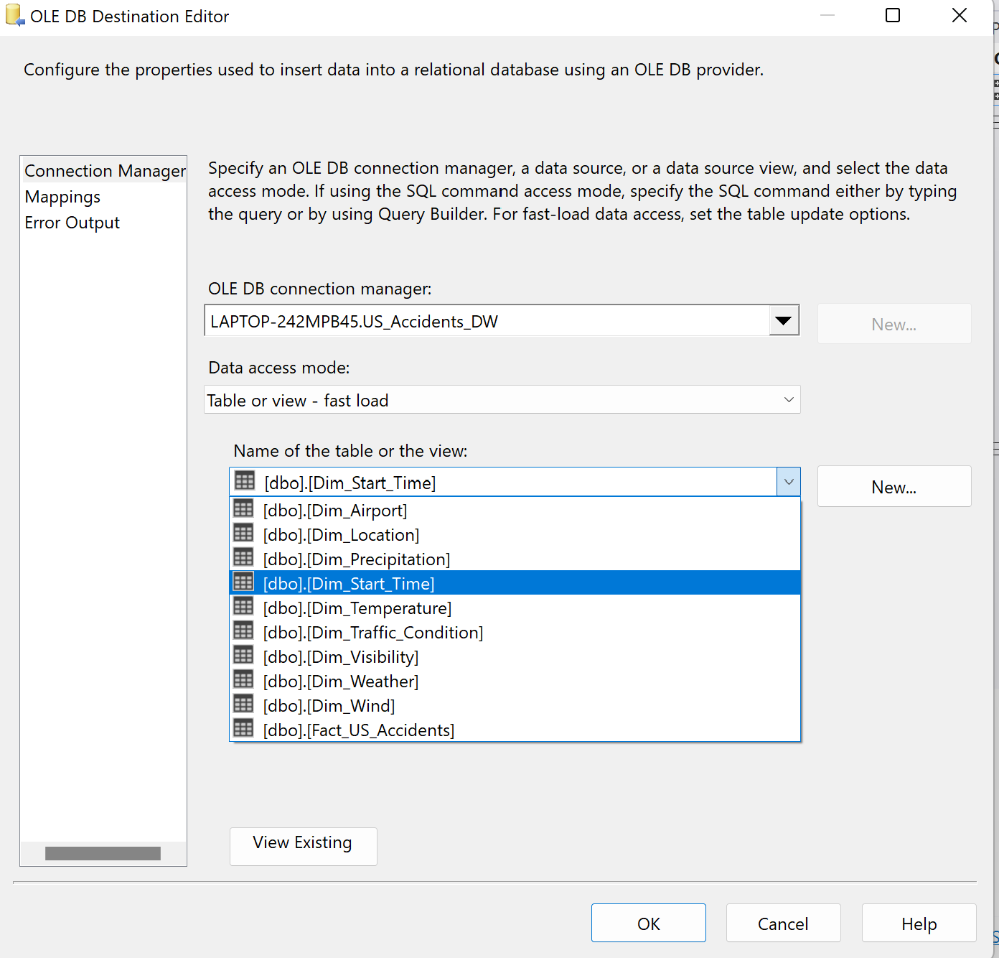 OLE DB Destination Editor
Configure the properties used to insert data into a relational database using an OLE DB provider.
Connection Manager
Mappings
Error Output
Specify an OLE DB connection manager, a data source, or a data source view, and select the data
access mode. If using the SQL command access mode, specify the SQL command either by typing
the query or by using Query Builder. For fast-load data access, set the table update options.
OLE DB connection manager:
LAPTOP-242MPB45.US_Accidents_DW
New...
Data access mode:
Table or view - fast load
Name of the table or the view:
[dbo].[Dim_Start_Time]
New...
[dbo].[Dim_Airport]
[dbo].[Dim_Location]
[dbo].[Dim_Precipitation]
[dbo].[Dim_Start_Time]
[dbo].[Dim_Temperature]
[dbo].[Dim_Traffic_Condition]
[dbo].[Dim_Visibility]
[dbo].[Dim_Weather]
[dbo].[Dim_Wind]
[dbo].[Fact_US_Accidents]
View Existing
OK
Cancel
Help